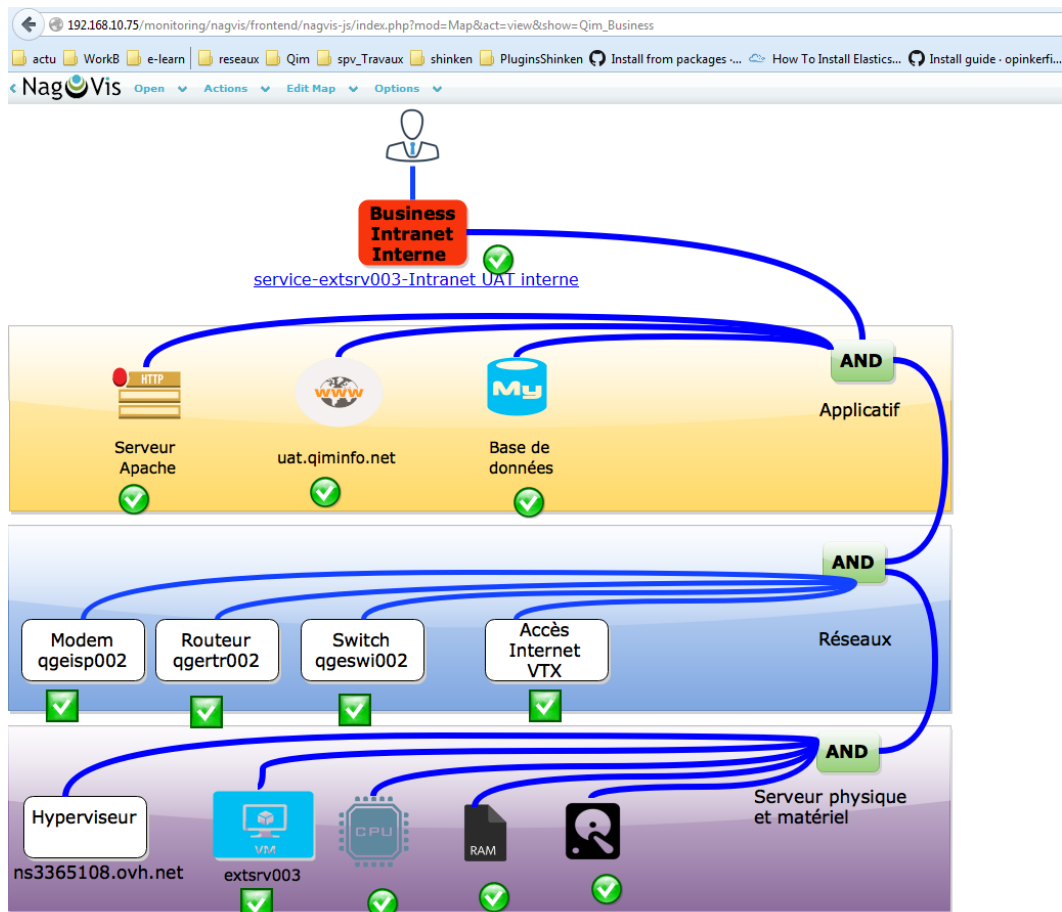 192.168.10.75/monitoring/nagvis/frontend/nagvis-js/index.php?mod=Map&act=view&show=Qim_Business
actu WorkB e-learn reseaux Qim spv_Travaux shinken PluginsShinken Install from packages ·... How To Install Elastics... Install guide · opinkerfi...
< NagVis Open Actions Edit Map Options
Business
Intranet
Interne
service-extsrv003-Intranet UAT interne
AND
Applicatif
HTTP
WWW
My
Serveur
Apache
uat.qiminfo.net
Base de
données
AND
Réseaux
Modem
qgeisp002
Routeur
qgertr002
Switch
qgeswi002
Accès
Internet
VTX
AND
Serveur physique
et matériel
Hyperviseur
ns3365108.ovh.net
VM
extsrv003
CPU
RAM